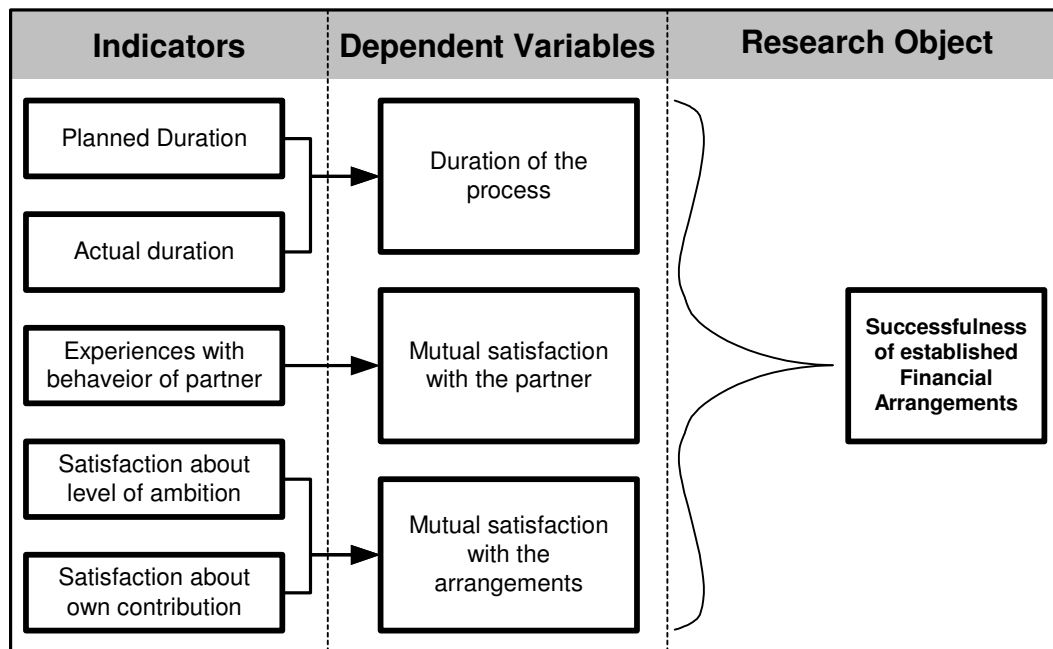 Indicators
Dependent Variables
Research Object
Planned Duration
Actual duration
Experiences with
behaveior of partner
Satisfaction about
level of ambition
Satisfaction about
own contribution
Duration of the
process
Mutual satisfaction
with the partner
Mutual satisfaction
with the
arrangements
Successfulness
of established
Financial
Arrangements